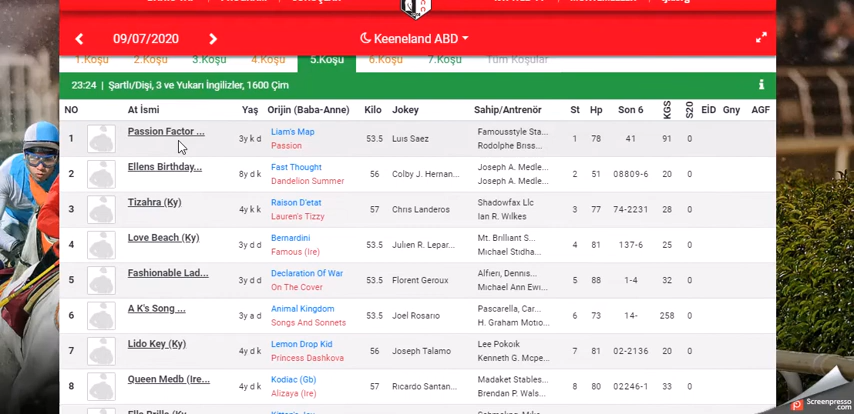 09/07/2020
Keeneland ABD
1.Koşu 2.Koşu 3.Koşu 4.Koşu 5.Koşu 6.Koşu 7.Koşu Tüm Koşular
23:24 | Şartlı/Dişi, 3 ve Yukarı İngilizler, 1600 Çim
NO At İsmi Yaş Orijin (Baba-Anne) Kilo Jokey Sahip/Antrenör St Hp Son 6 KGS S20 EİD Gny AGF
1 Passion Factor ... 3y k d Liam's Map 53.5 Luis Saez Famousstyle Sta... 1 78 41 91 0
Passion Rodolphe Briss...
2 Ellens Birthday... 8y d k Fast Thought 56 Colby J. Hernan... Joseph A. Medle... 2 51 08809-6 20 0
Dandelion Summer Joseph A. Medle...
3 Tizahra (Ky) 4y k k Raison D'etat 57 Chris Landeros Shadowfax Llc 3 77 74-2231 28 0
Lauren's Tizzy Ian R. Wilkes
4 Love Beach (Ky) 3y d d Bernardini 53.5 Julien R. Lepar... Mt. Brilliant S... 4 81 137-6 25 0
Famous (Ire) Michael Stidha...
5 Fashionable Lad... 3y d d Declaration Of War 53.5 Florent Geroux Alfieri, Dennis... 5 88 1-4 32 0
On The Cover Michael Ann Ewi...
6 A K's Song ... 3y a d Animal Kingdom 53.5 Joel Rosario Pascarella, Car... 6 73 14- 258 0
Songs And Sonnets H. Graham Motio...
7 Lido Key (Ky) 4y d k Lemon Drop Kid 56 Joseph Talamo Lee Pokoik 7 81 02-2136 20 0
Princess Dashkova Kenneth G. Mcpe...
8 Queen Medb (Ire... 4y d k Kodiac (Gb) 57 Ricardo Santan... Madaket Stables... 8 80 02246-1 33 0
Alizaya (Ire) Brendan P. Wals...
Screenpresso
.com